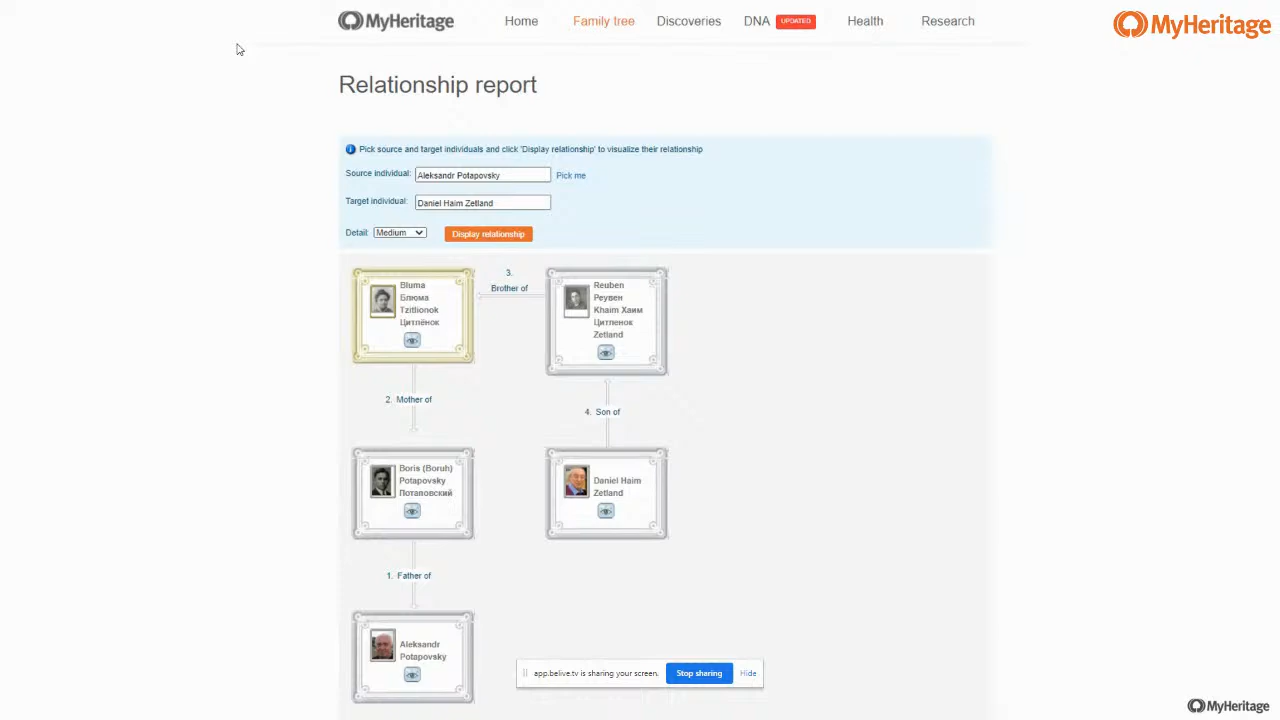 MyHeritage
Home Family tree Discoveries DNA UPDATED Health Research
MyHeritage
Relationship report
Pick source and target individuals and click 'Display relationship' to visualize their relationship
Source individual: Aleksandr Potapovsky Pick me
Target individual: Daniel Haim Zetland
Detail: Medium Display relationship
Bluma
Блюма
Tzitlionok
Цитлёнок
3.
Brother of
Reuben
Реувен
Khaim Хаим
Цитленок
Zetland
2. Mother of
4. Son of
Boris (Boruh)
Potapovsky
Потаповский
Daniel Haim
Zetland
1. Father of
Aleksandr
Potapovsky
app.belive.tv is sharing your screen. Stop sharing Hide
MyHeritage